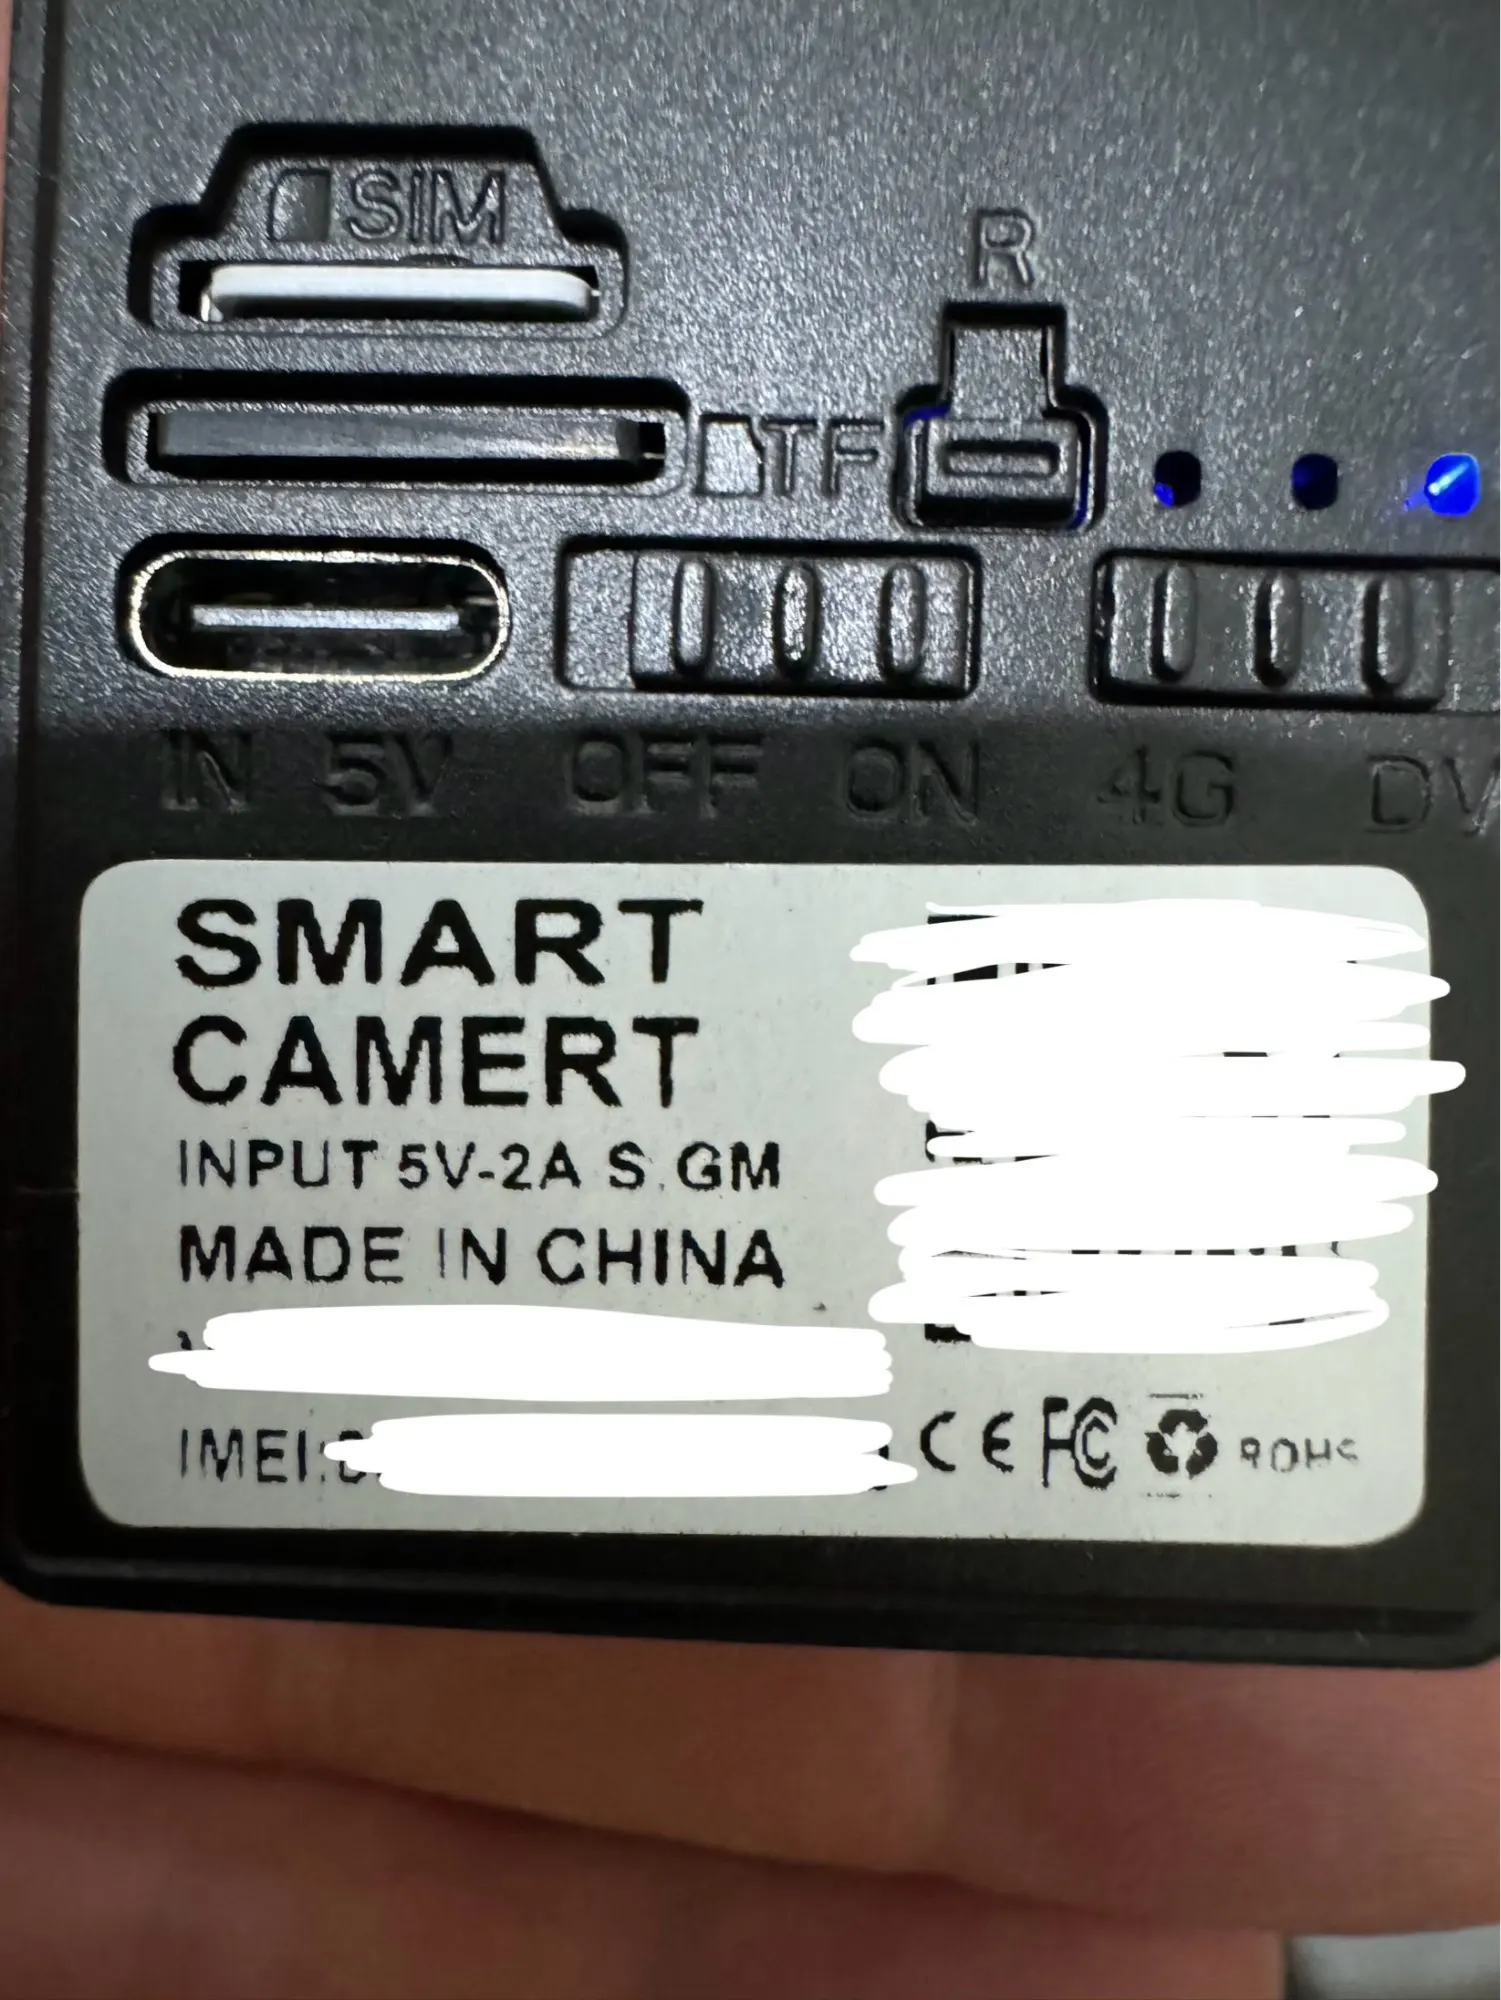 SIM
R
TF
IN 5V OFF ON 4G DV
SMART
CAMERT
INPUT 5V-2A S.GM
MADE IN CHINA
IMEI:
CE FC ROHS